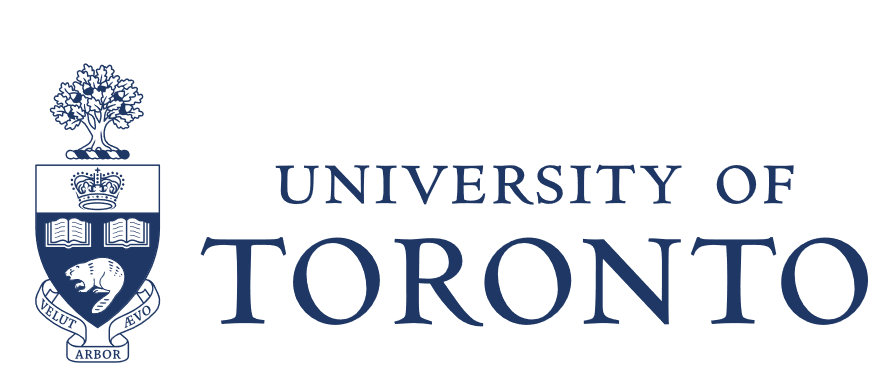 UNIVERSITY OF
TORONTO
VELUT
ARBOR
ÆVO